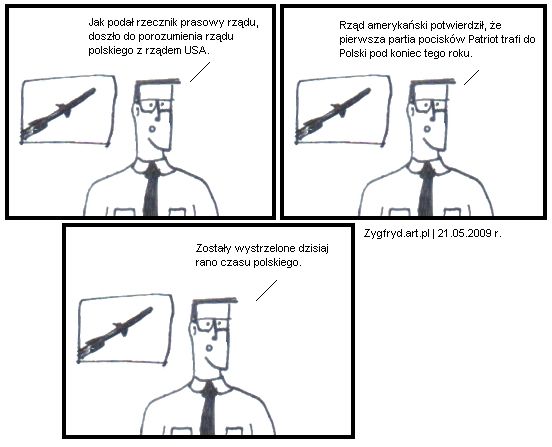 Jak podał rzecznik prasowy rządu,
doszło do porozumienia rządu
polskiego z rządem USA.
Rząd amerykański potwierdził, że
pierwsza partia pocisków Patriot trafi do
Polski pod koniec tego roku.
Zostały wystrzelone dzisiaj
rano czasu polskiego.
Zygfryd.art.pl | 21.05.2009 r.